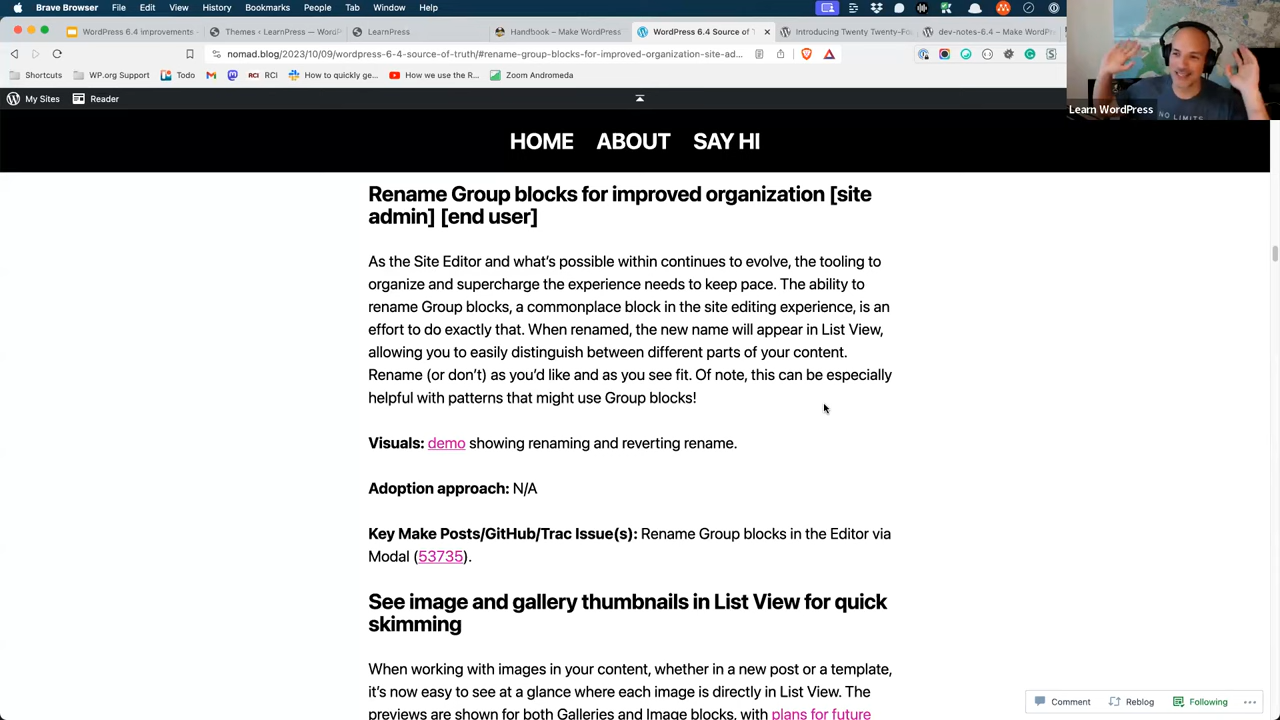 Brave Browser File Edit View History Bookmarks People Tab Window Help
WordPress 6.4 Improvements
Themes ‹ LearnPress — WordP
LearnPress
Handbook – Make WordPress
WordPress 6.4 Source of T
Introducing Twenty Twenty-Fo
dev-notes-6.4 – Make WordPr
nomad.blog/2023/10/09/wordpress-6-4-source-of-truth/#rename-group-blocks-for-improved-organization-site-ad...
Shortcuts WP.org Support Todo RCI How to quickly ge... How we use the R... Zoom Andromeda
My Sites Reader
Learn WordPress
NO LIMITS
HOME ABOUT SAY HI
Rename Group blocks for improved organization [site
admin] [end user]
As the Site Editor and what's possible within continues to evolve, the tooling to
organize and supercharge the experience needs to keep pace. The ability to
rename Group blocks, a commonplace block in the site editing experience, is an
effort to do exactly that. When renamed, the new name will appear in List View,
allowing you to easily distinguish between different parts of your content.
Rename (or don't) as you'd like and as you see fit. Of note, this can be especially
helpful with patterns that might use Group blocks!
Visuals: demo showing renaming and reverting rename.
Adoption approach: N/A
Key Make Posts/GitHub/Trac Issue(s): Rename Group blocks in the Editor via
Modal (53735).
See image and gallery thumbnails in List View for quick
skimming
When working with images in your content, whether in a new post or a template,
it's now easy to see at a glance where each image is directly in List View. The
previews are shown for both Galleries and Image blocks, with plans for future
Comment Reblog Following